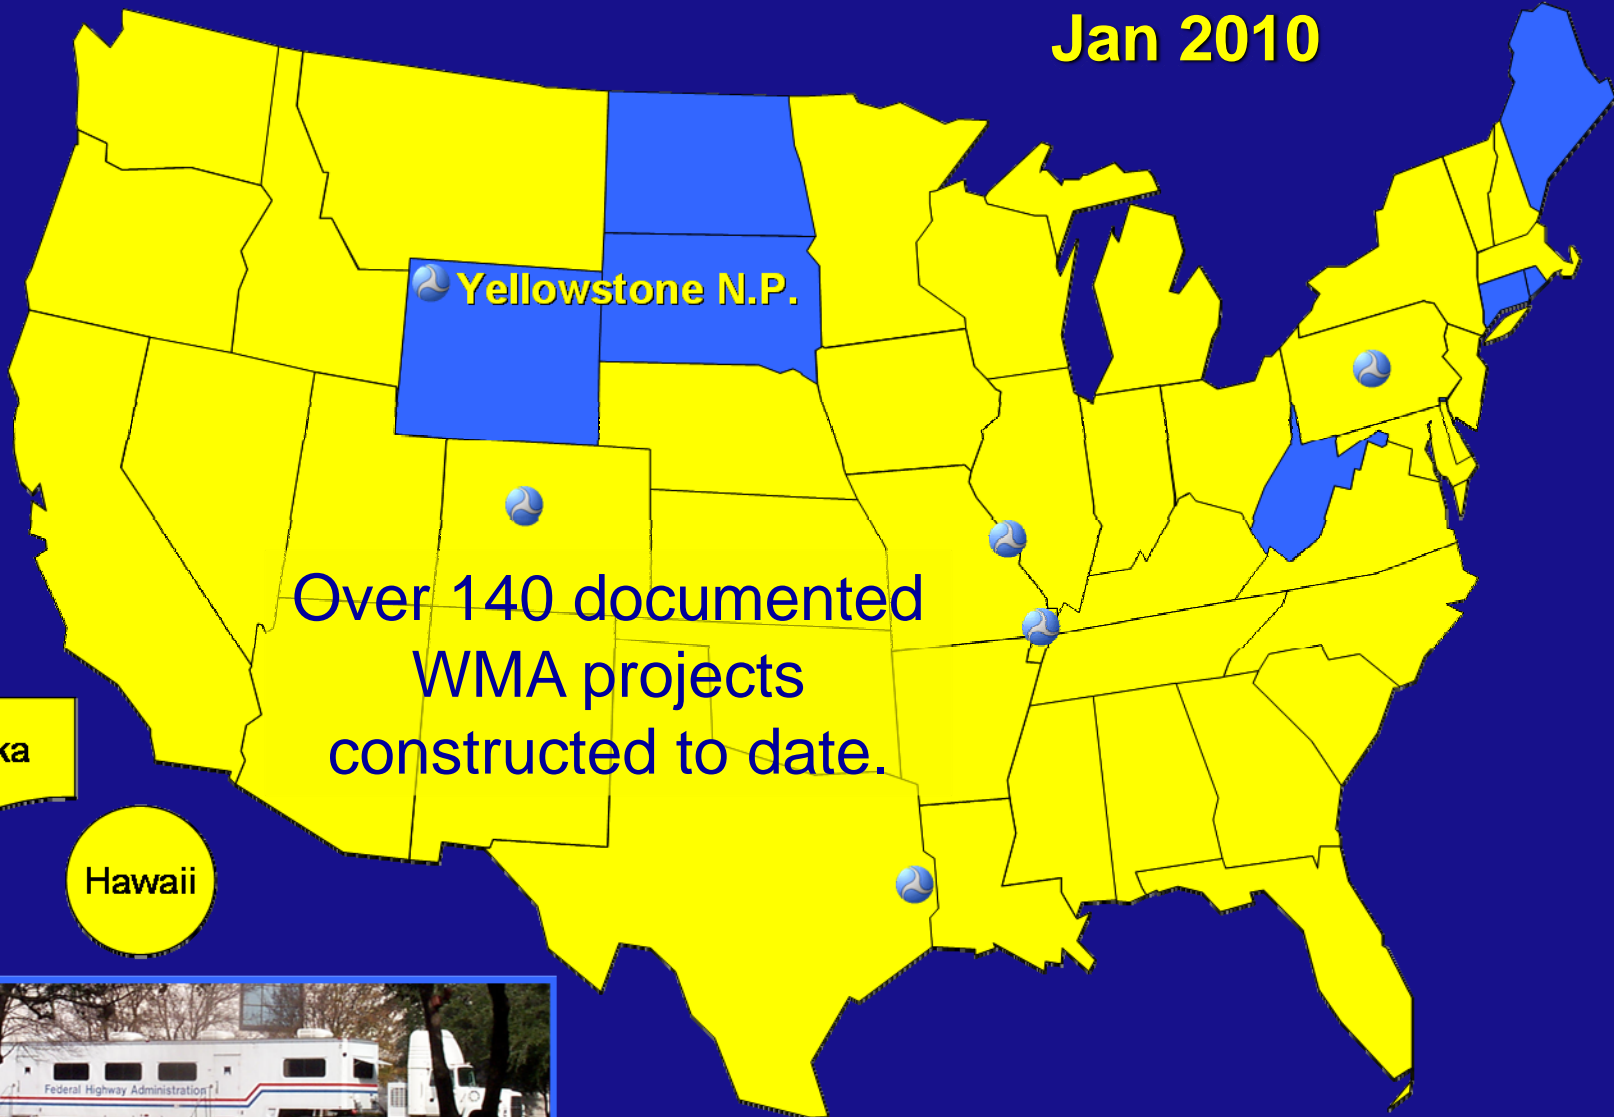 Jan 2010
Yellowstone N.P.
Over 140 documented
WMA projects
constructed to date.
ka
Hawaii
Federal Highway Administration